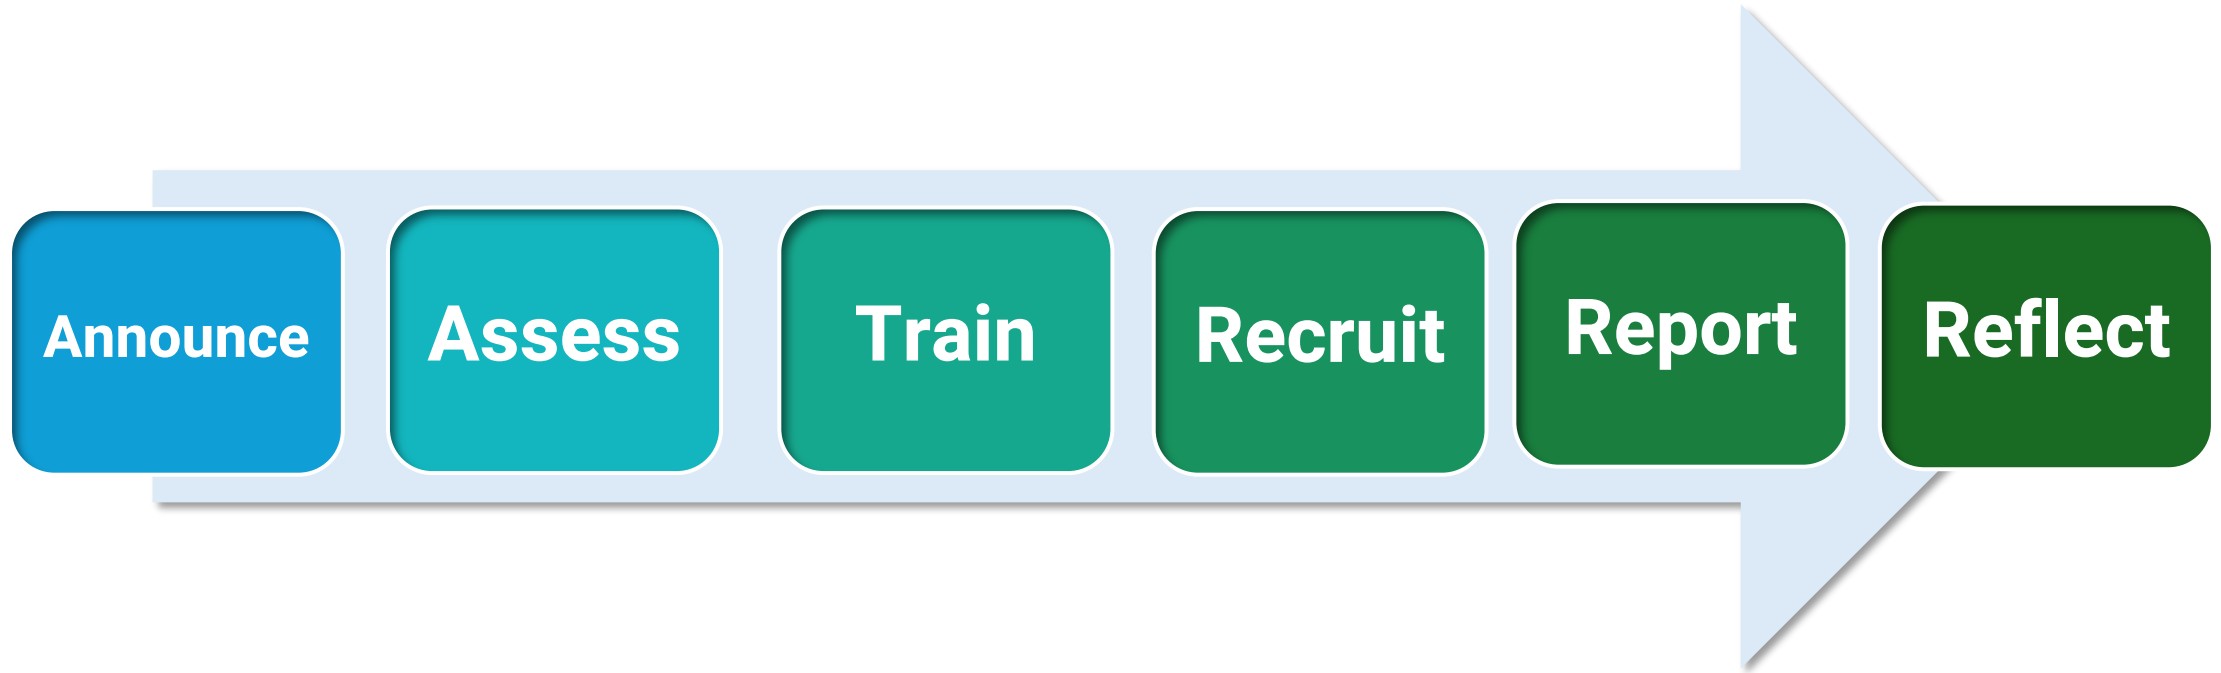 Announce
Assess
Train
Recruit
Report
Reflect